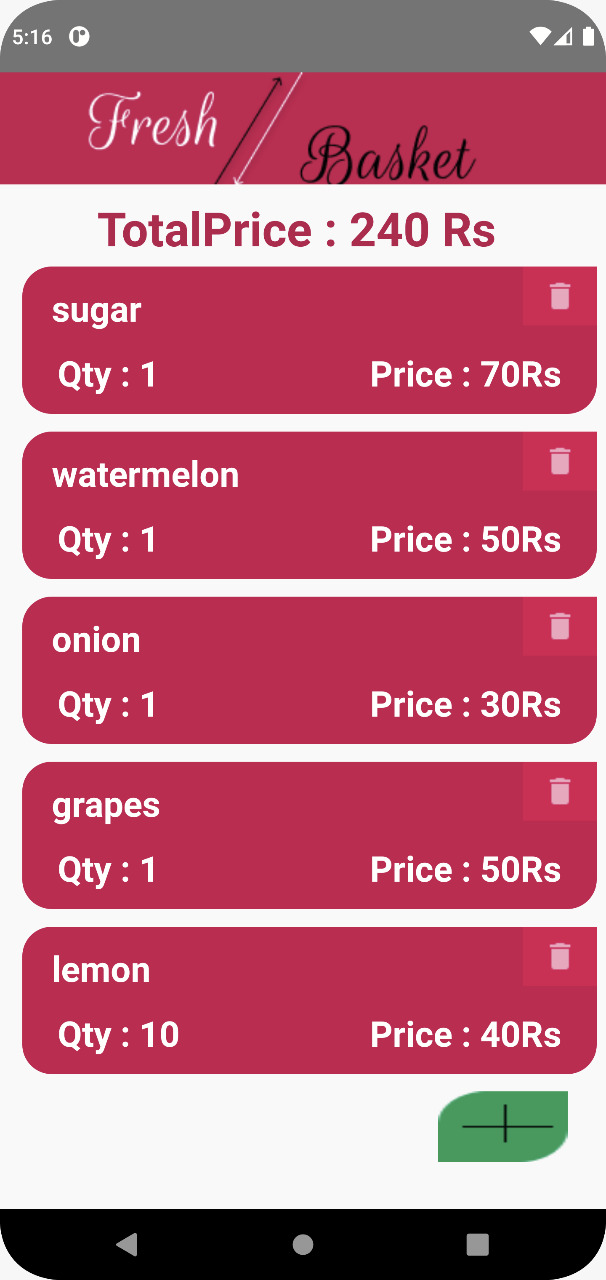 5:16
Fresh
Basket
TotalPrice : 240 Rs
sugar
Qty : 1 Price : 70Rs
watermelon
Qty : 1 Price : 50Rs
onion
Qty : 1 Price : 30Rs
grapes
Qty : 1 Price : 50Rs
lemon
Qty : 10 Price : 40Rs